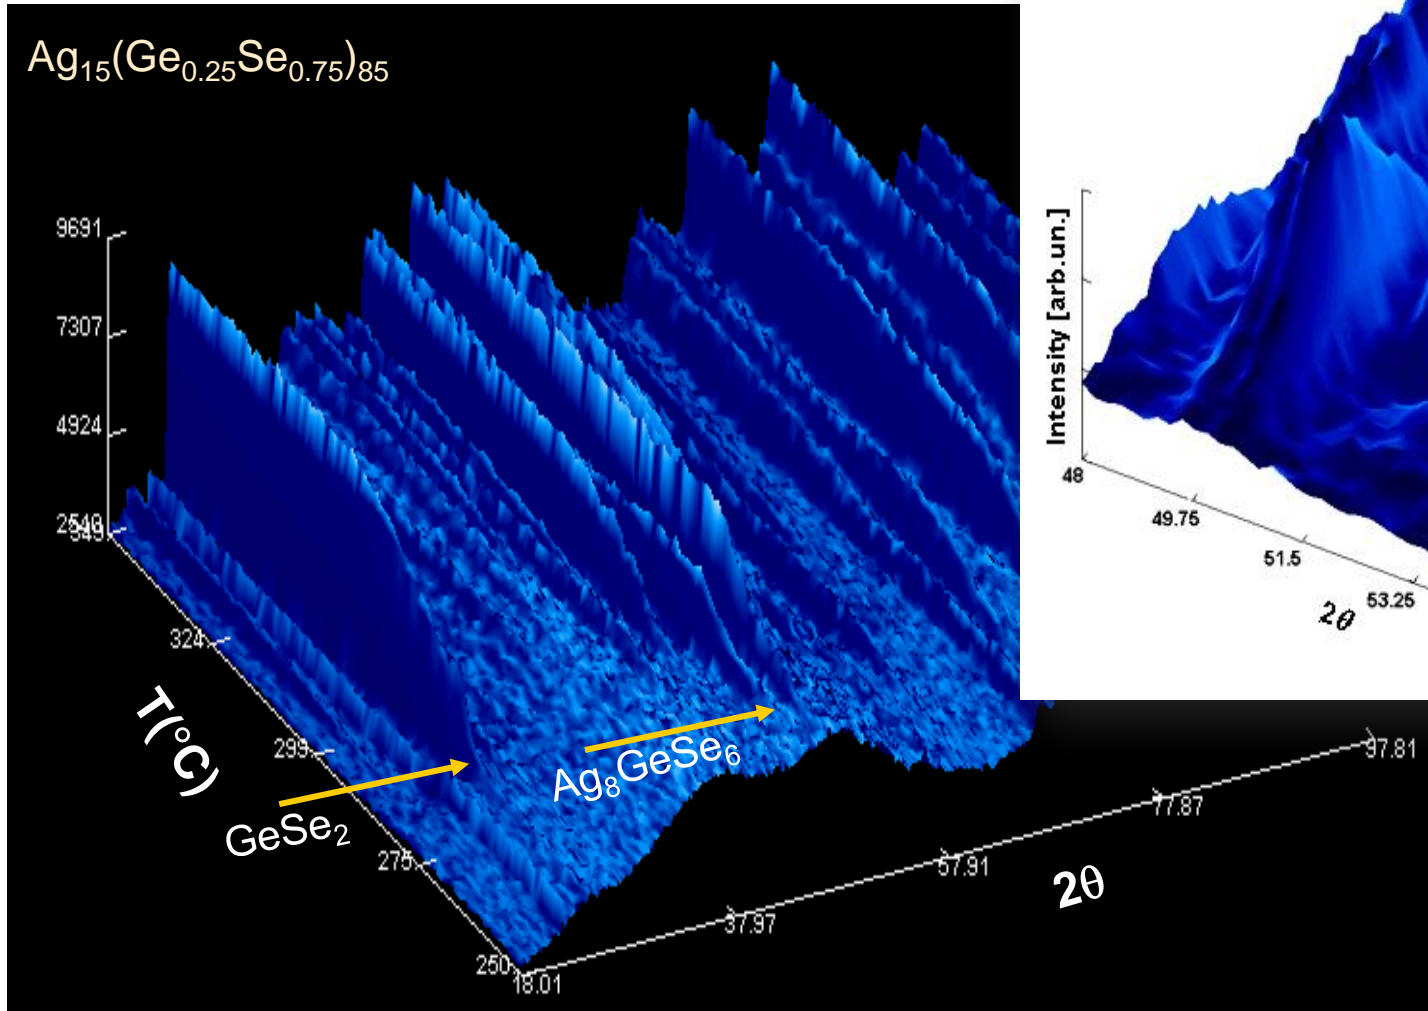 Ag₁₅(Ge₀.₂₅Se₀.₇₅)₈₅
9691
7307
4924
324
299
275
250
T(°C)
GeSe₂
Ag₈GeSe₆
18.01
37.97
57.91
77.87
97.81
2θ
Intensity [arb.un.]
48
49.75
51.5
53.25
2θ